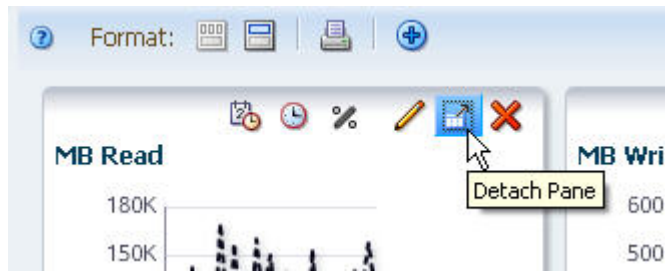 Format:
MB Read
MB Wri
Detach Pane
180K
600
150K
500